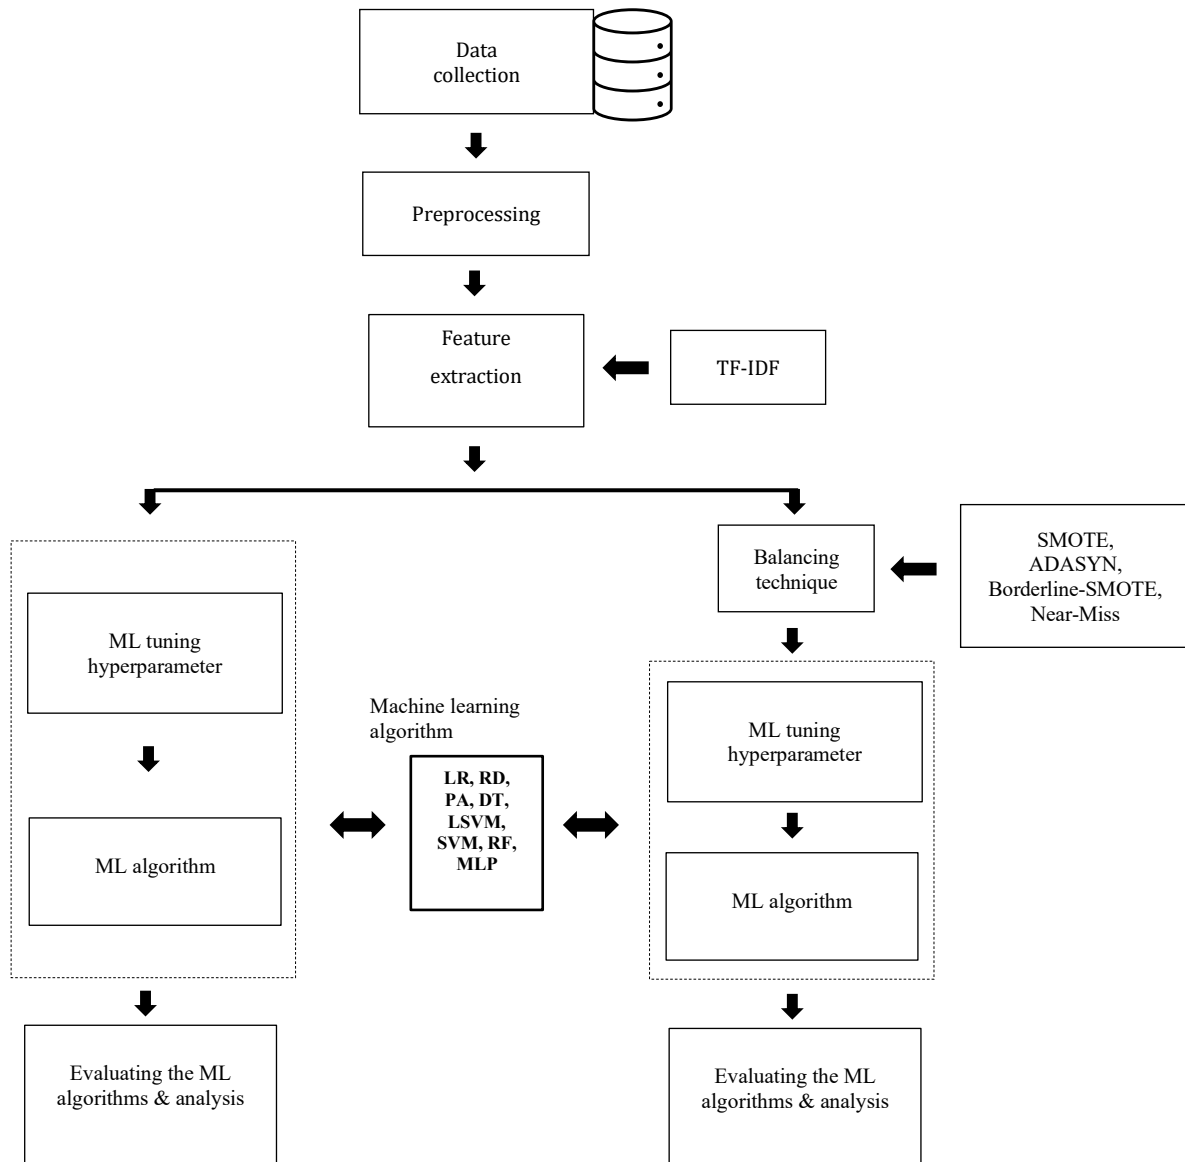 Data
collection
Preprocessing
Feature
extraction
TF-IDF
Balancing
technique
SMOTE,
ADASYN,
Borderline-SMOTE,
Near-Miss
ML tuning
hyperparameter
ML algorithm
Machine learning
algorithm
LR, RD,
PA, DT,
LSVM,
SVM, RF,
MLP
ML tuning
hyperparameter
ML algorithm
Evaluating the ML
algorithms & analysis
Evaluating the ML
algorithms & analysis